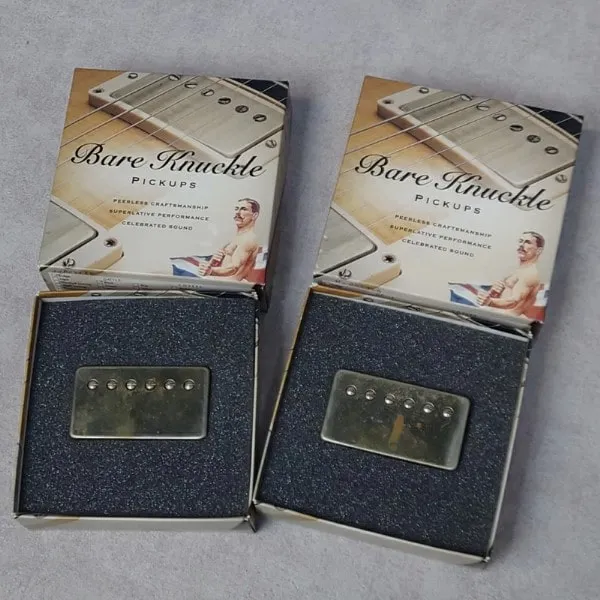 Bare Knuckle
PICKUPS
PEERLESS CRAFTSMANSHIP
SUPERLATIVE PERFORMANCE
CELEBRATED SOUND
Bare Knuckle
PICKUPS
PEERLESS CRAFTSMANSHIP
SUPERLATIVE PERFORMANCE
CELEBRATED SOUND